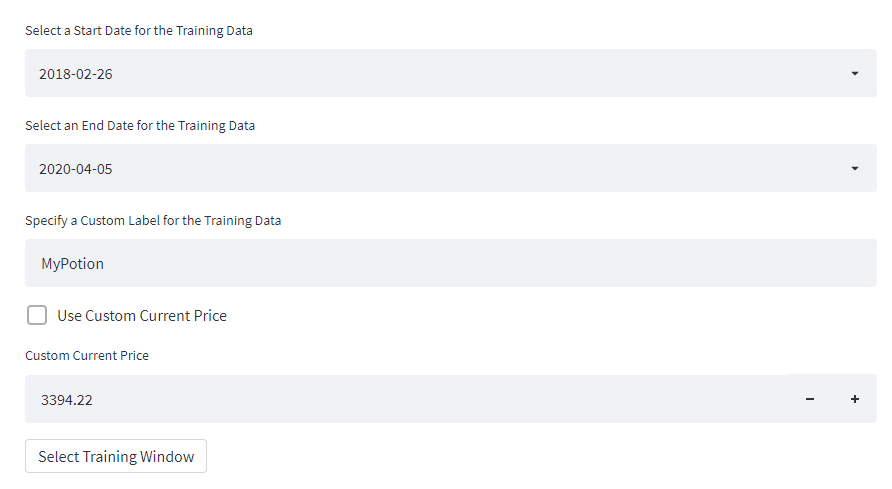 Select a Start Date for the Training Data
2018-02-26
Select an End Date for the Training Data
2020-04-05
Specify a Custom Label for the Training Data
MyPotion
Use Custom Current Price
Custom Current Price
3394.22
Select Training Window